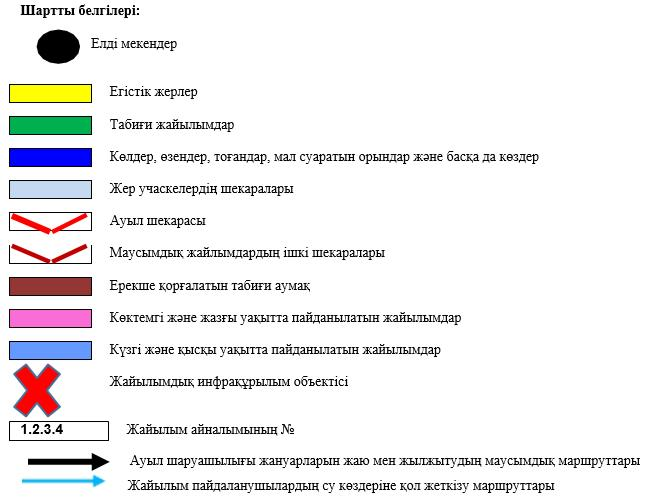 Шартты белгілері:
Елді мекендер
Егістік жерлер
Табиғи жайылымдар
Көлдер, өзендер, тоғандар, мал суаратын орындар және басқа да көздер
Жер учаскелердің шекаралары
Ауыл шекарасы
Маусымдық жайлымдардың ішкі шекаралары
Ерекше қорғалатын табиғи аумақ
Көктемгі және жазғы уақытта пайданылатын жайылымдар
Күзгі және қысқы уақытта пайданылатын жайылымдар
Жайылымдық инфрақұрылым объектісі
1.2.3.4 Жайылым айналымының №
Ауыл шаруашылығы жануарларын жаю мен жылжытудың маусымдық маршруттары
Жайылым пайдаланушылардың су көздеріне қол жеткізу маршруттары